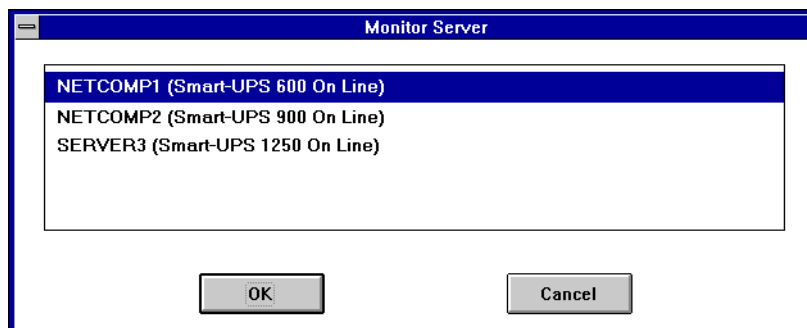 Monitor Server
NETCOMP1 (Smart-UPS 600 On Line)
NETCOMP2 (Smart-UPS 900 On Line)
SERVER3 (Smart-UPS 1250 On Line)
OK
Cancel